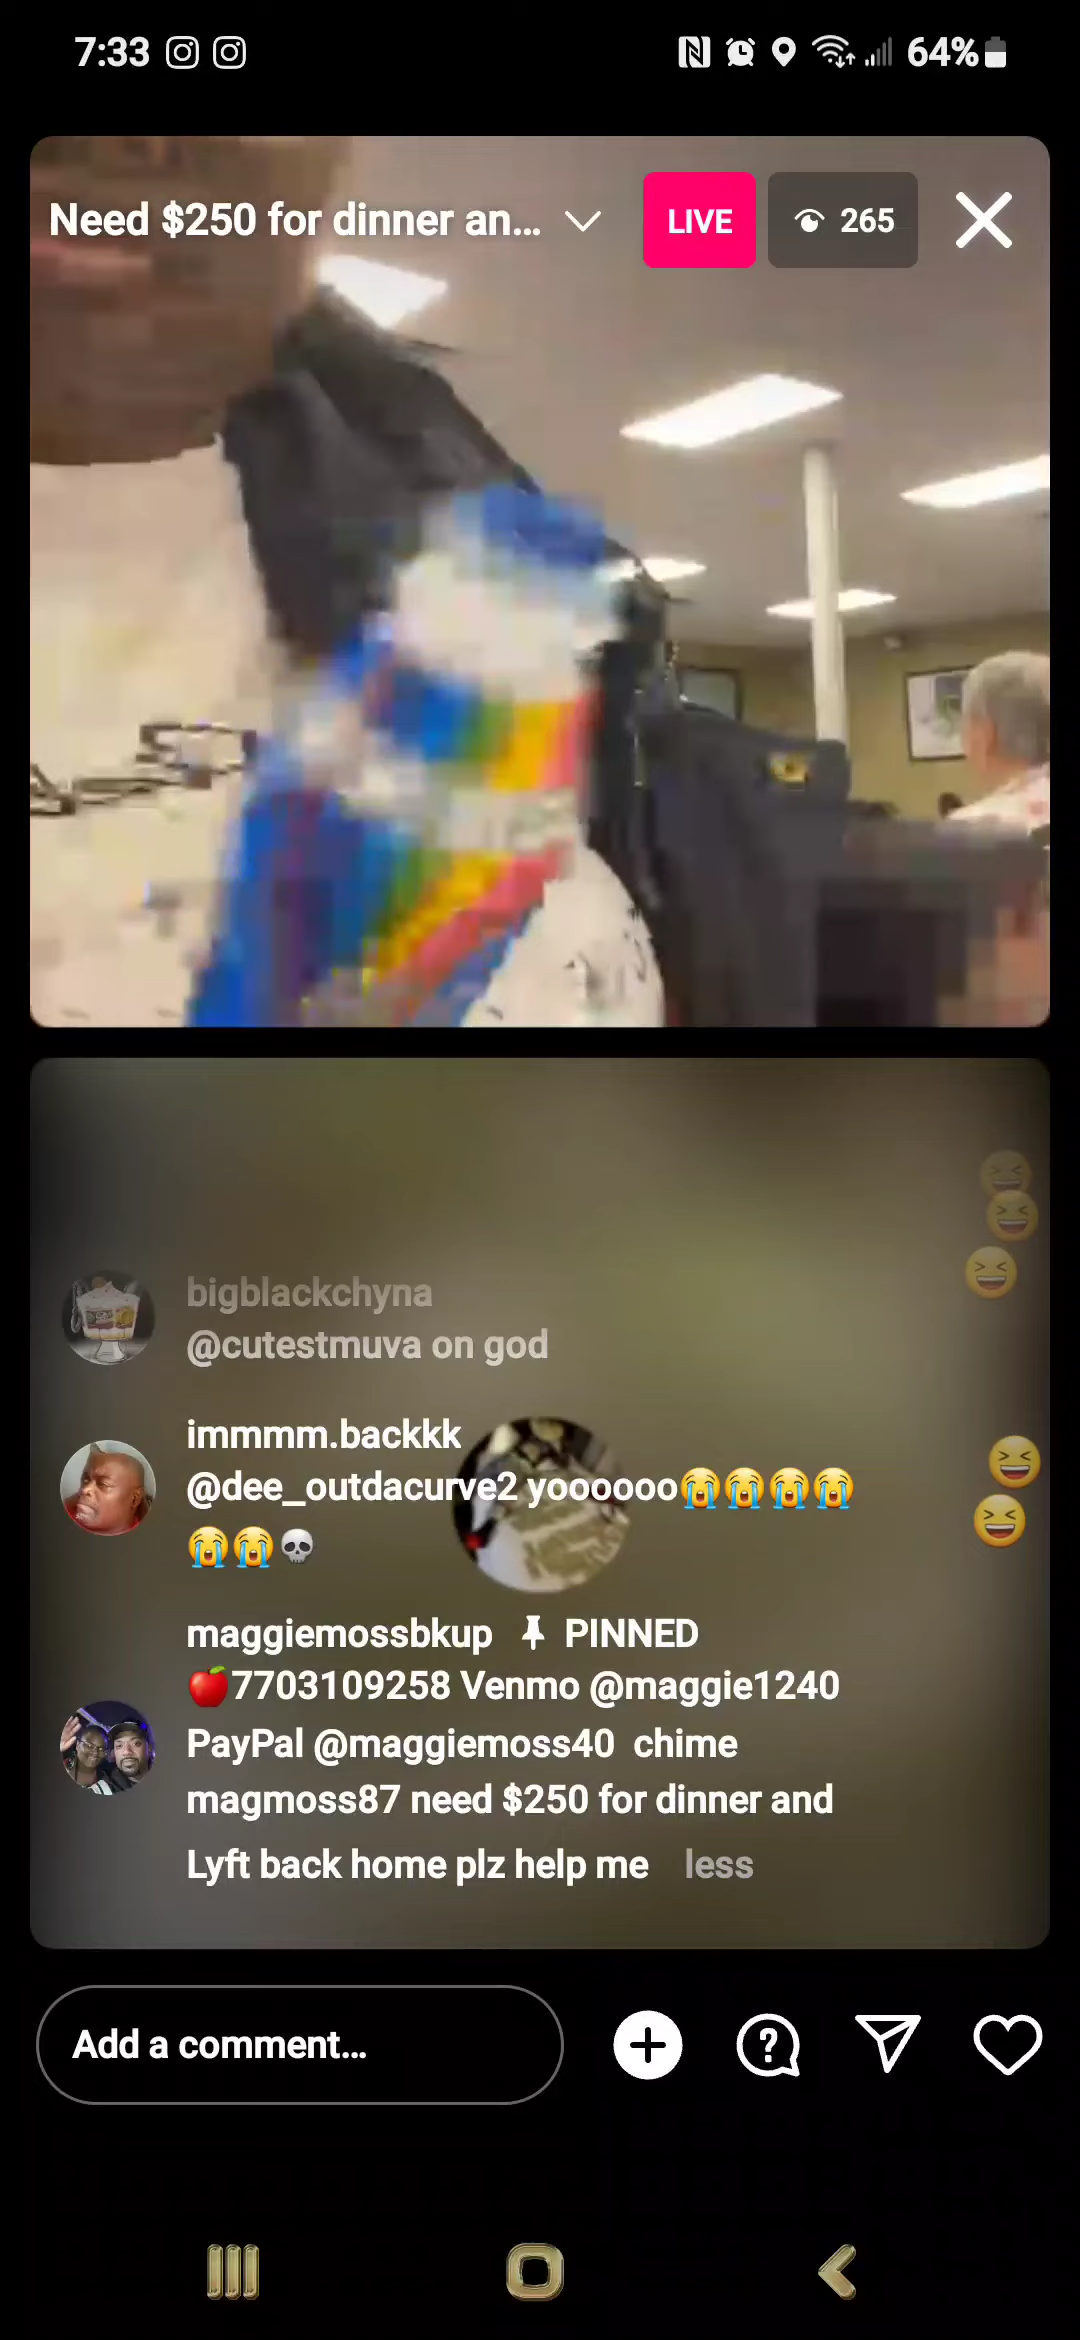 7:33
64%
Need $250 for dinner an...
LIVE
265
bigblackchyna
@cutestmuva on god
immmm.backkk
@dee_outdacurve2 yoooooo😭😭😭😭
😭😭💀
maggiemossbkup PINNED
🍎7703109258 Venmo @maggie1240
PayPal @maggiemoss40 chime
magmoss87 need $250 for dinner and
Lyft back home plz help me less
Add a comment...